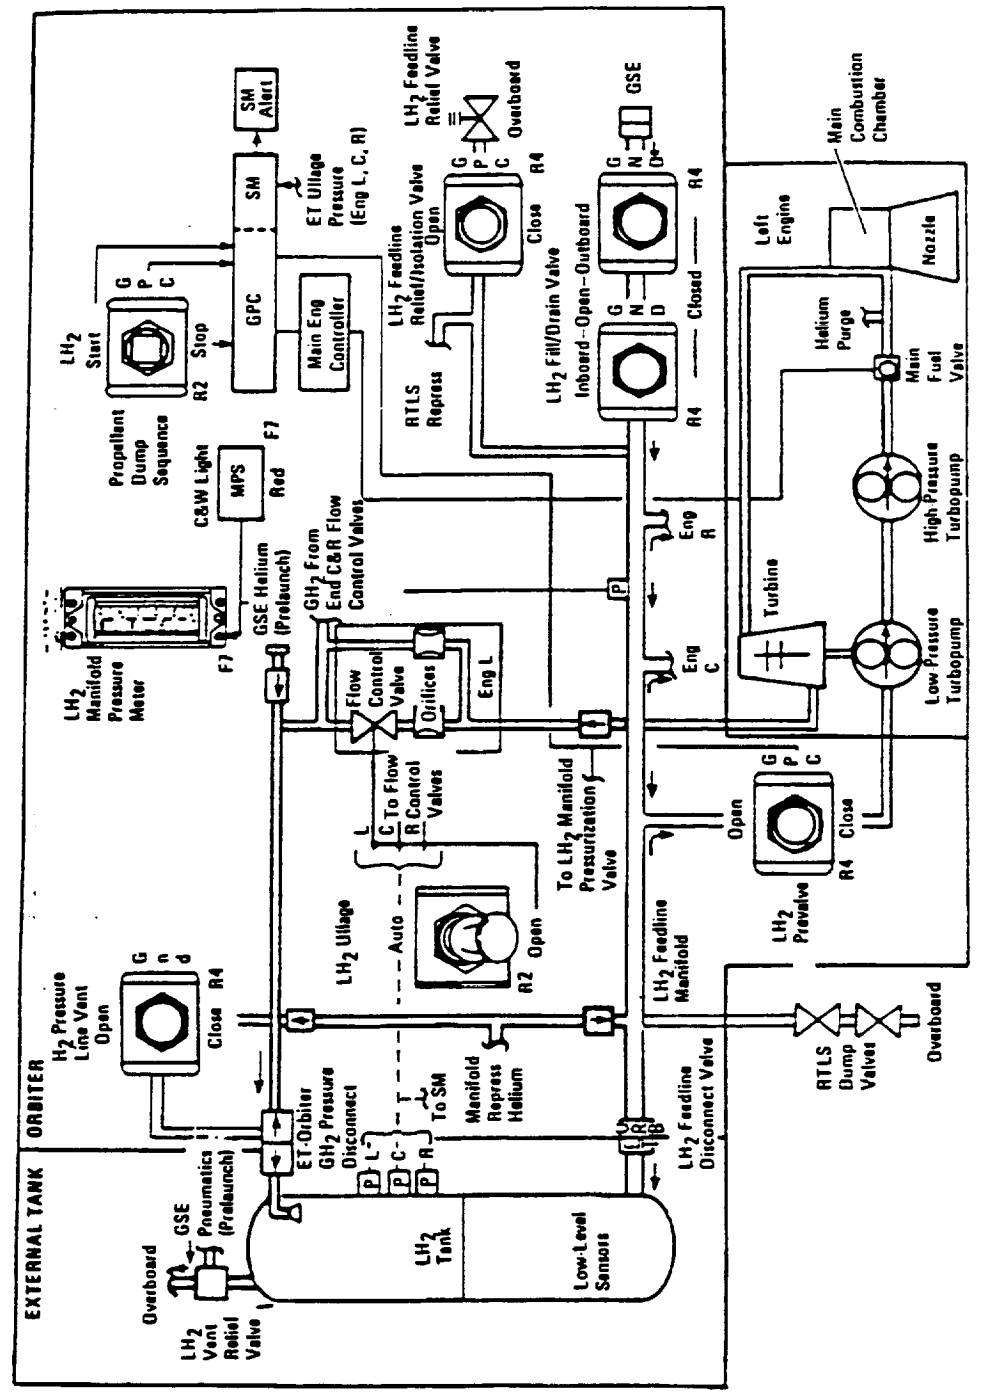 EXTERNAL TANK
ORBITER
Overboard
GSE
Pneumatics
(Prelaunch)
LH2
Vent
Relief
Valve
H2 Pressure
Line Vent
Open
G
n
d
Close
R4
ET-Orbiter
GH2 Pressure
Disconnect
LH2
Tank
Low-Level
Sensors
P
L
P
C
P
R
To SM
Auto
Manifold
Repress
Helium
LH2 Feedline
Disconnect Valve
LH2 Ullage
R2
Open
L
C
R
To Flow
Control
Valves
LH2
Manifold
Pressure
Meter
F7
C&W Light
MPS
Red
F7
GSE Helium
(Prelaunch)
GH2 From
End C&R Flow
Control Valves
Flow
Control
Valve
Orifices
Eng L
To LH2 Manifold
Pressurization
Valve
LH2 Feedline
Manifold
RTLS
Dump
Valves
Overboard
Propellent
Dump
Sequence
LH2
Start
G
P
C
Stop
R2
GPC
SM
SM
Alert
ET Ullage
Pressure
(Eng L, C, R)
Main Eng
Controller
RTLS
Repress
LH2 Feedline
Relief/Isolation Valve
Open
G
P
C
Close
R4
LH2 Feedline
Relief Valve
Overboard
LH2 Fill/Drain Valve
Inboard--Open--Outboard
G
N
D
G
N
D
GSE
R4
Closed
R4
P
Eng
C
Eng
R
LH2
Prevalve
Open
G
P
C
Close
R4
Turbine
Low-Pressure
Turbopump
High-Pressure
Turbopump
Main
Fuel
Valve
Helium
Purge
Left
Engine
Nozzle
Main
Combustion
Chamber